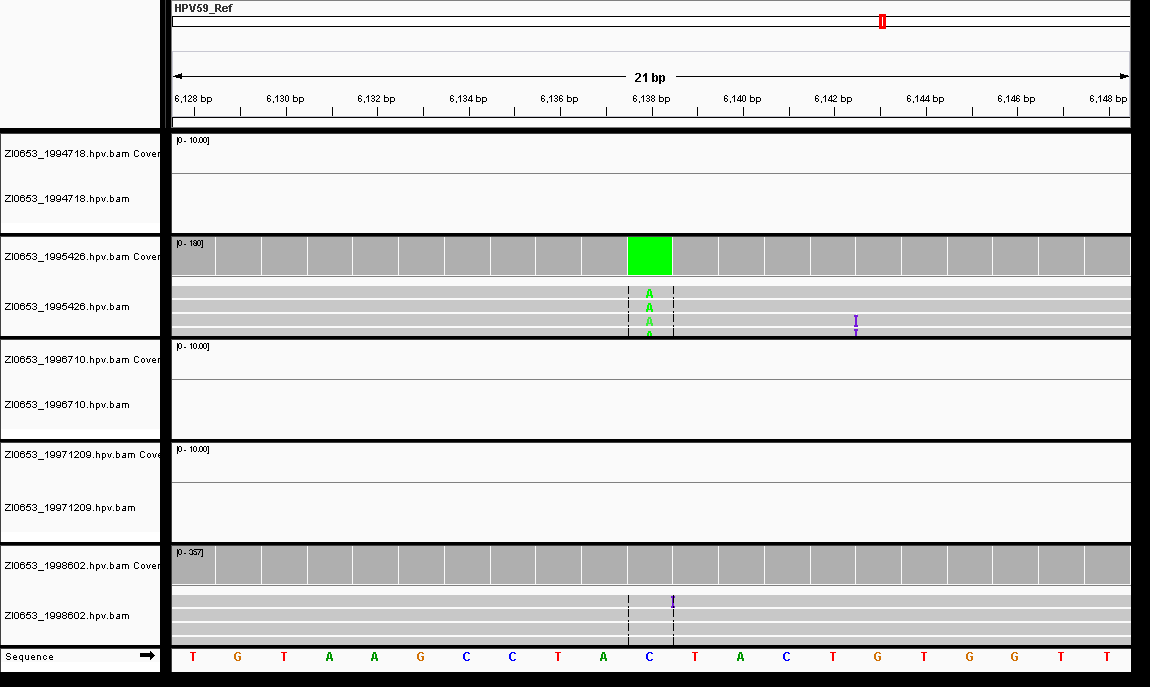 HPV59_Ref
21 bp
6,128 bp 6,130 bp 6,132 bp 6,134 bp 6,136 bp 6,138 bp 6,140 bp 6,142 bp 6,144 bp 6,146 bp 6,148 bp
[0 - 10.00]
ZI0653_1994718.hpv.bam Cover
ZI0653_1994718.hpv.bam
[0 - 180]
ZI0653_1995426.hpv.bam Cover
A
ZI0653_1995426.hpv.bam
A
A
A
[0 - 10.00]
ZI0653_1996710.hpv.bam Cover
ZI0653_1996710.hpv.bam
[0 - 10.00]
ZI0653_19971209.hpv.bam Cove
ZI0653_19971209.hpv.bam
[0 - 357]
ZI0653_1998602.hpv.bam Cover
ZI0653_1998602.hpv.bam
Sequence T G T A A G C C T A C T A C T G T G G T T